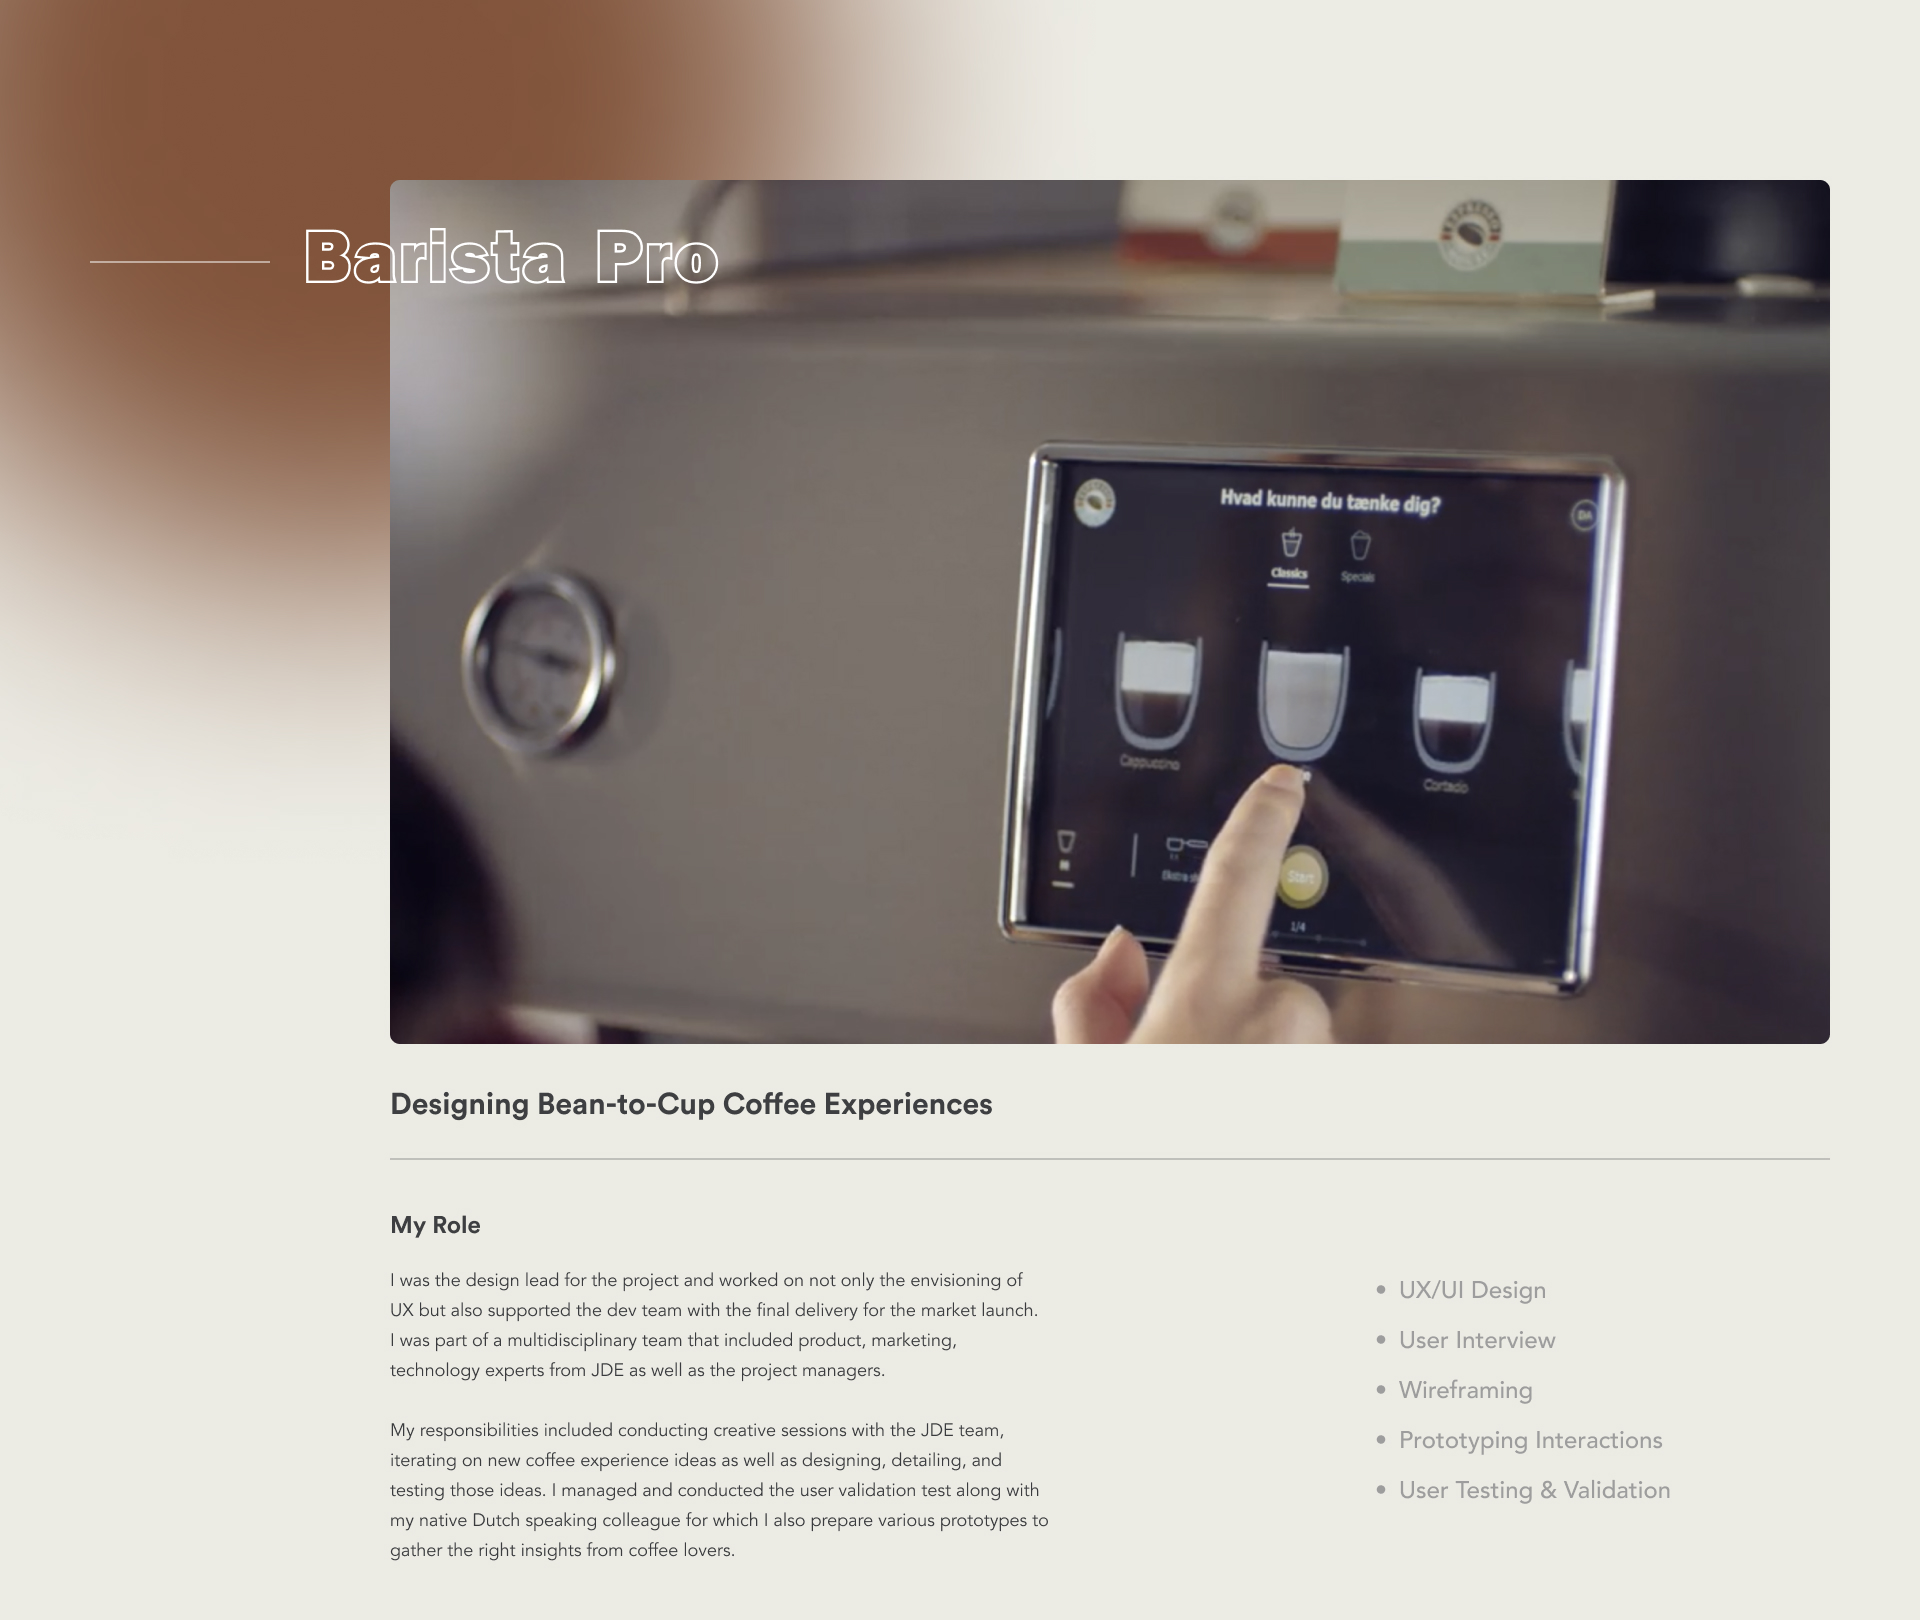 Barista Pro
Hvad kunne du tænke dig?
DA
Classics
Specials
Cappuccino
Cortado
Ekstra
Start
1/4
Designing Bean-to-Cup Coffee Experiences
My Role
I was the design lead for the project and worked on not only the envisioning of
UX but also supported the dev team with the final delivery for the market launch.
I was part of a multidisciplinary team that included product, marketing,
technology experts from JDE as well as the project managers.
My responsibilities included conducting creative sessions with the JDE team,
iterating on new coffee experience ideas as well as designing, detailing, and
testing those ideas. I managed and conducted the user validation test along with
my native Dutch speaking colleague for which I also prepare various prototypes to
gather the right insights from coffee lovers.
• UX/UI Design
• User Interview
• Wireframing
• Prototyping Interactions
• User Testing & Validation